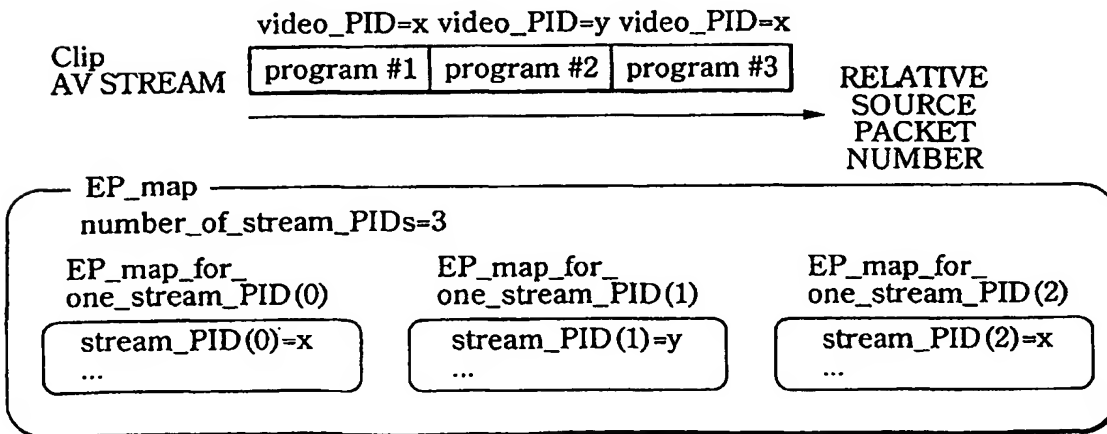 video_PID=x video_PID=y video_PID=x
Clip
AV STREAM
program #1 program #2 program #3
RELATIVE
SOURCE
PACKET
NUMBER
EP_map
number_of_stream_PIDs=3
EP_map_for_
one_stream_PID(0)
stream_PID(0)=x
...
EP_map_for_
one_stream_PID(1)
stream_PID(1)=y
...
EP_map_for_
one_stream_PID(2)
stream_PID(2)=x
...